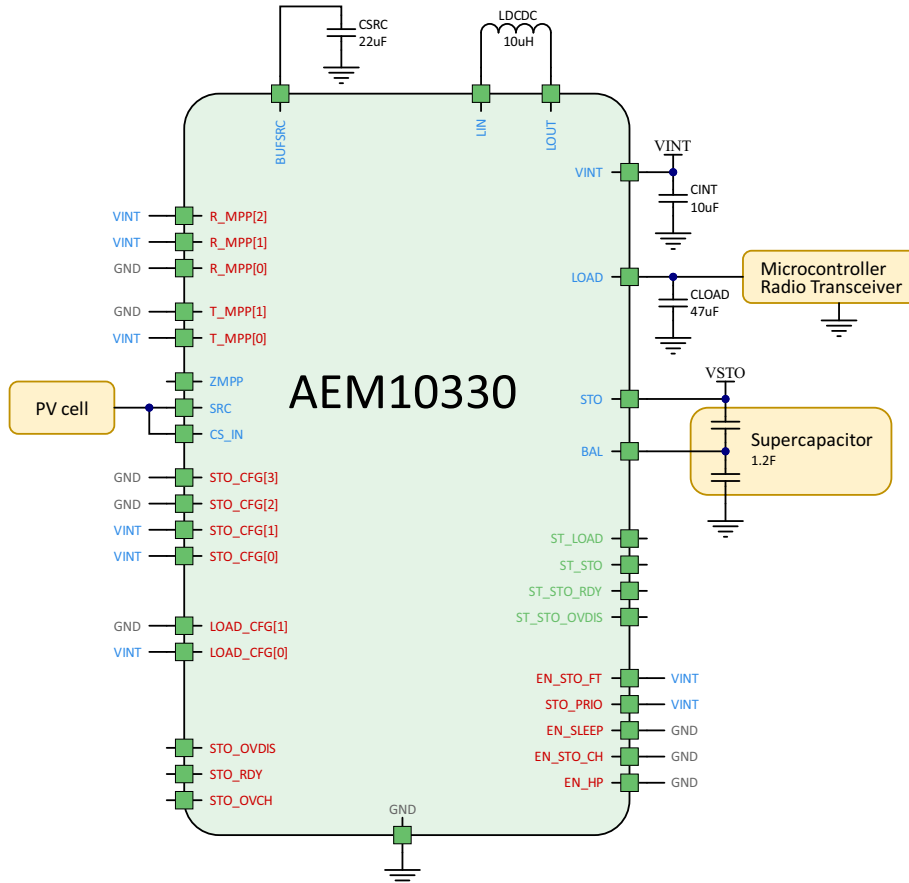 CSRC
22uF
LDCDC
10uH
BUFSRC
LIN
LOUT
VINT
VINT
CINT
10uF
VINT R_MPP[2]
VINT R_MPP[1]
GND R_MPP[0]
LOAD
CLOAD
47uF
Microcontroller
Radio Transceiver
GND T_MPP[1]
VINT T_MPP[0]
ZMPP
PV cell
SRC
CS_IN
AEM10330
VSTO
STO
BAL
Supercapacitor
1.2F
GND STO_CFG[3]
GND STO_CFG[2]
VINT STO_CFG[1]
VINT STO_CFG[0]
ST_LOAD
ST_STO
ST_STO_RDY
ST_STO_OVDIS
GND LOAD_CFG[1]
VINT LOAD_CFG[0]
EN_STO_FT VINT
STO_PRIO VINT
EN_SLEEP GND
EN_STO_CH GND
EN_HP GND
STO_OVDIS
STO_RDY
STO_OVCH
GND